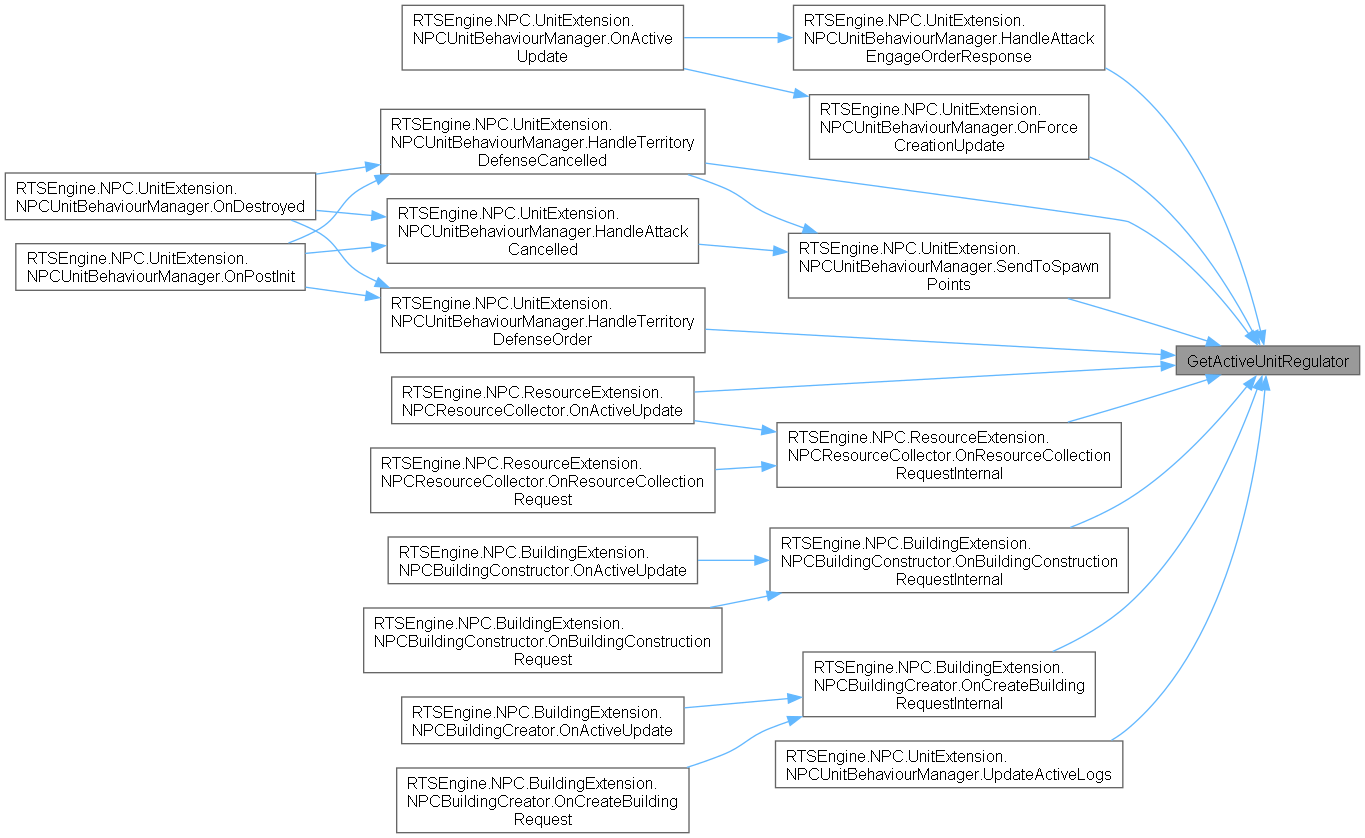 RTSEngine.NPC.UnitExtension.
NPCUnitBehaviourManager.OnActive
Update
RTSEngine.NPC.UnitExtension.
NPCUnitBehaviourManager.HandleAttack
EngageOrderResponse
RTSEngine.NPC.UnitExtension.
NPCUnitBehaviourManager.OnForce
CreationUpdate
RTSEngine.NPC.UnitExtension.
NPCUnitBehaviourManager.HandleTerritory
DefenseCancelled
RTSEngine.NPC.UnitExtension.
NPCUnitBehaviourManager.OnDestroyed
RTSEngine.NPC.UnitExtension.
NPCUnitBehaviourManager.HandleAttack
Cancelled
RTSEngine.NPC.UnitExtension.
NPCUnitBehaviourManager.SendToSpawn
Points
RTSEngine.NPC.UnitExtension.
NPCUnitBehaviourManager.OnPostInit
RTSEngine.NPC.UnitExtension.
NPCUnitBehaviourManager.HandleTerritory
DefenseOrder
GetActiveUnitRegulator
RTSEngine.NPC.ResourceExtension.
NPCResourceCollector.OnActiveUpdate
RTSEngine.NPC.ResourceExtension.
NPCResourceCollector.OnResourceCollection
RequestInternal
RTSEngine.NPC.ResourceExtension.
NPCResourceCollector.OnResourceCollection
Request
RTSEngine.NPC.BuildingExtension.
NPCBuildingConstructor.OnActiveUpdate
RTSEngine.NPC.BuildingExtension.
NPCBuildingConstructor.OnBuildingConstruction
RequestInternal
RTSEngine.NPC.BuildingExtension.
NPCBuildingConstructor.OnBuildingConstruction
Request
RTSEngine.NPC.BuildingExtension.
NPCBuildingCreator.OnCreateBuilding
RequestInternal
RTSEngine.NPC.BuildingExtension.
NPCBuildingCreator.OnActiveUpdate
RTSEngine.NPC.UnitExtension.
NPCUnitBehaviourManager.UpdateActiveLogs
RTSEngine.NPC.BuildingExtension.
NPCBuildingCreator.OnCreateBuilding
Request